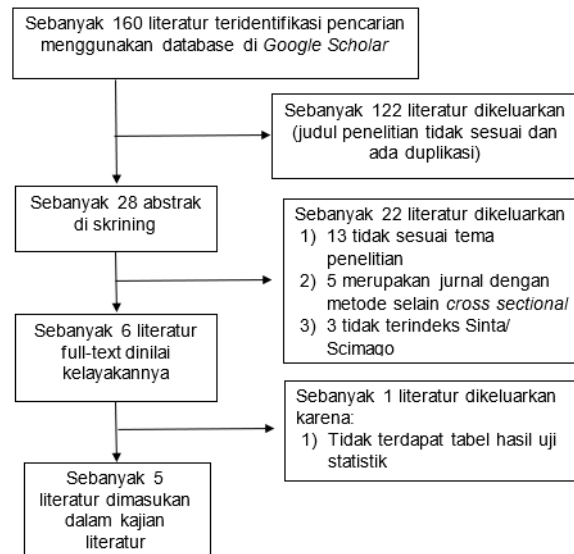 Sebanyak 160 literatur teridentifikasi pencarian
menggunakan database di Google Scholar
Sebanyak 122 literatur dikeluarkan
(judul penelitian tidak sesuai dan
ada duplikasi)
Sebanyak 28 abstrak
di skrining
Sebanyak 22 literatur dikeluarkan
1) 13 tidak sesuai tema
penelitian
2) 5 merupakan jurnal dengan
metode selain cross sectional
3) 3 tidak terindeks Sinta/
Scimago
Sebanyak 6 literatur
full-text dinilai
kelayakannya
Sebanyak 1 literatur dikeluarkan
karena:
1) Tidak terdapat tabel hasil uji
statistik
Sebanyak 5
literatur dimasukan
dalam kajian
literatur